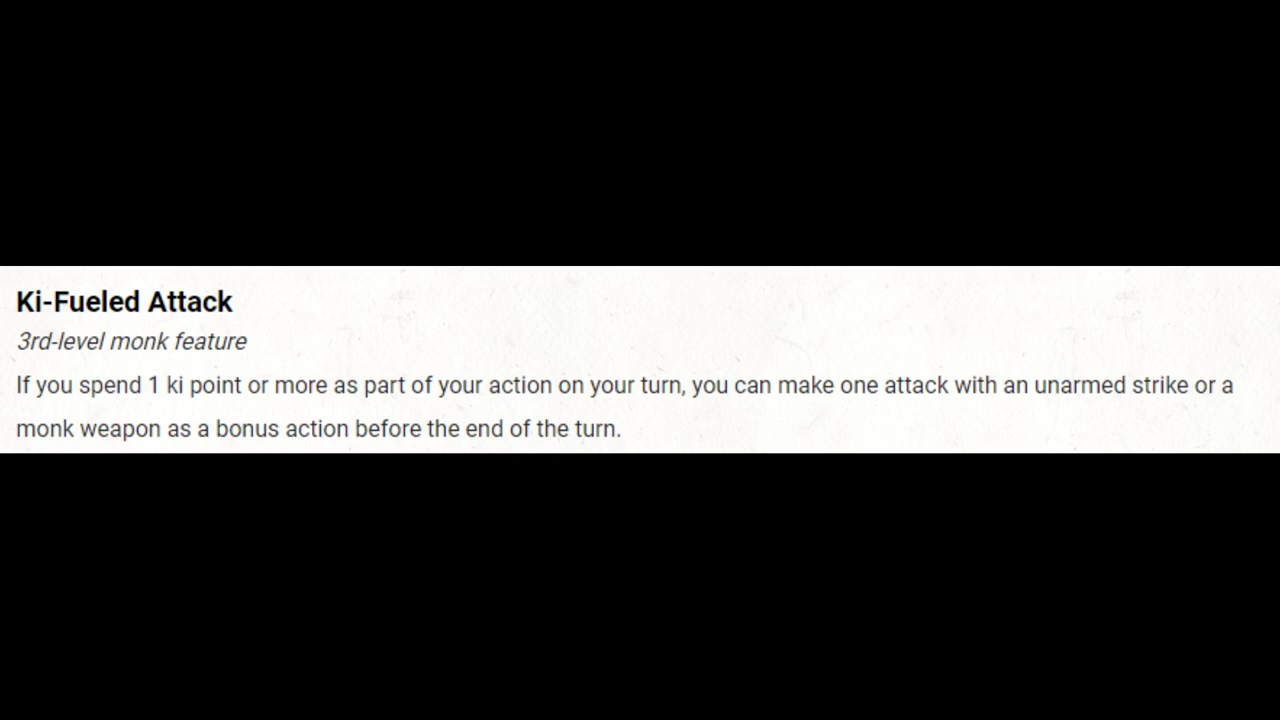 Ki-Fueled Attack
3rd-level monk feature
If you spend 1 ki point or more as part of your action on your turn, you can make one attack with an unarmed strike or a
monk weapon as a bonus action before the end of the turn.